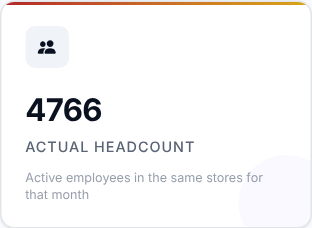 4766
ACTUAL HEADCOUNT
Active employees in the same stores for
that month